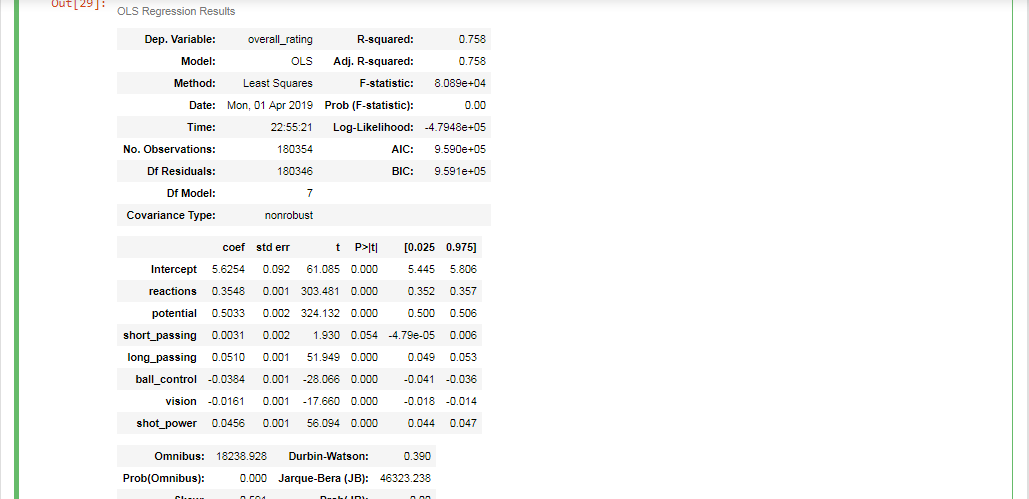 Out[29]:
OLS Regression Results
Dep. Variable: overall_rating R-squared: 0.758
Model: OLS Adj. R-squared: 0.758
Method: Least Squares F-statistic: 8.089e+04
Date: Mon, 01 Apr 2019 Prob (F-statistic): 0.00
Time: 22:55:21 Log-Likelihood: -4.7948e+05
No. Observations: 180354 AIC: 9.590e+05
Df Residuals: 180346 BIC: 9.591e+05
Df Model: 7
Covariance Type: nonrobust
coef std err t P>|t| [0.025 0.975]
Intercept 5.6254 0.092 61.085 0.000 5.445 5.806
reactions 0.3548 0.001 303.481 0.000 0.352 0.357
potential 0.5033 0.002 324.132 0.000 0.500 0.506
short_passing 0.0031 0.002 1.930 0.054 -4.79e-05 0.006
long_passing 0.0510 0.001 51.949 0.000 0.049 0.053
ball_control -0.0384 0.001 -28.066 0.000 -0.041 -0.036
vision -0.0161 0.001 -17.660 0.000 -0.018 -0.014
shot_power 0.0456 0.001 56.094 0.000 0.044 0.047
Omnibus: 18238.928 Durbin-Watson: 0.390
Prob(Omnibus): 0.000 Jarque-Bera (JB): 46323.238